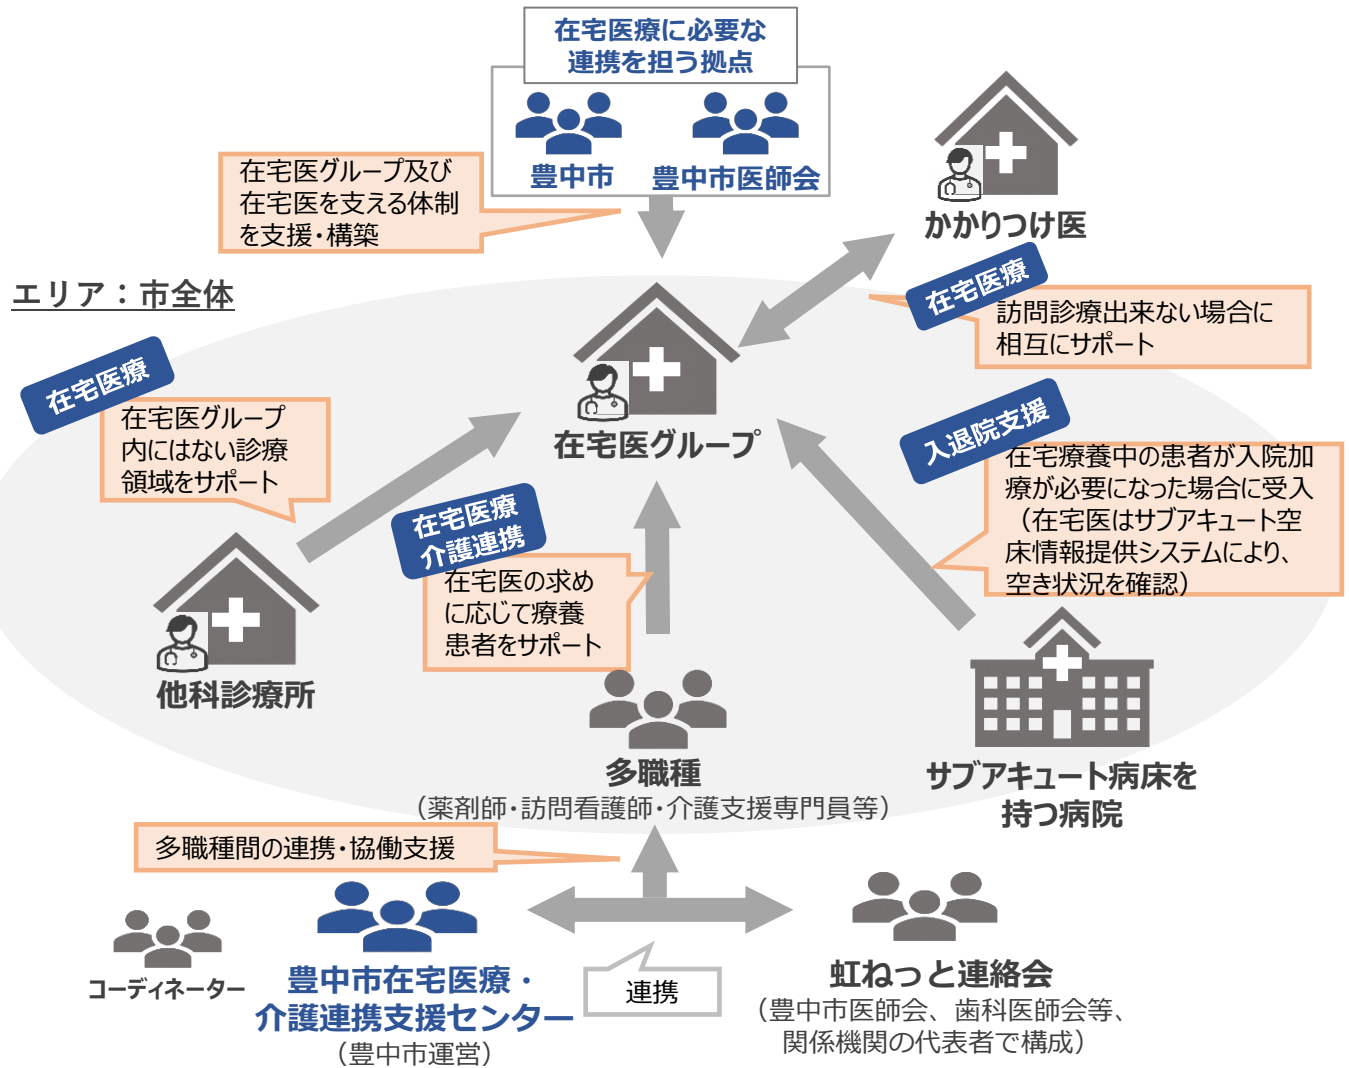 在宅医療に必要な
連携を担う拠点
豊中市
豊中市医師会
在宅医グループ及び
在宅医を支える体制
を支援・構築
かかりつけ医
エリア：市全体
在宅医療
訪問診療出来ない場合に
相互にサポート
在宅医療
在宅医グループ
内にはない診療
領域をサポート
在宅医グループ
入退院支援
在宅療養中の患者が入院加
療が必要になった場合に受入
（在宅医はサブアキュート空
床情報提供システムにより、
空き状況を確認）
在宅医療
介護連携
在宅医の求め
に応じて療養
患者をサポート
他科診療所
多職種
（薬剤師・訪問看護師・介護支援専門員等）
サブアキュート病床を
持つ病院
多職種間の連携・協働支援
コーディネーター
豊中市在宅医療・
介護連携支援センター
（豊中市運営）
連携
虹ねっと連絡会
（豊中市医師会、歯科医師会等、
関係機関の代表者で構成）